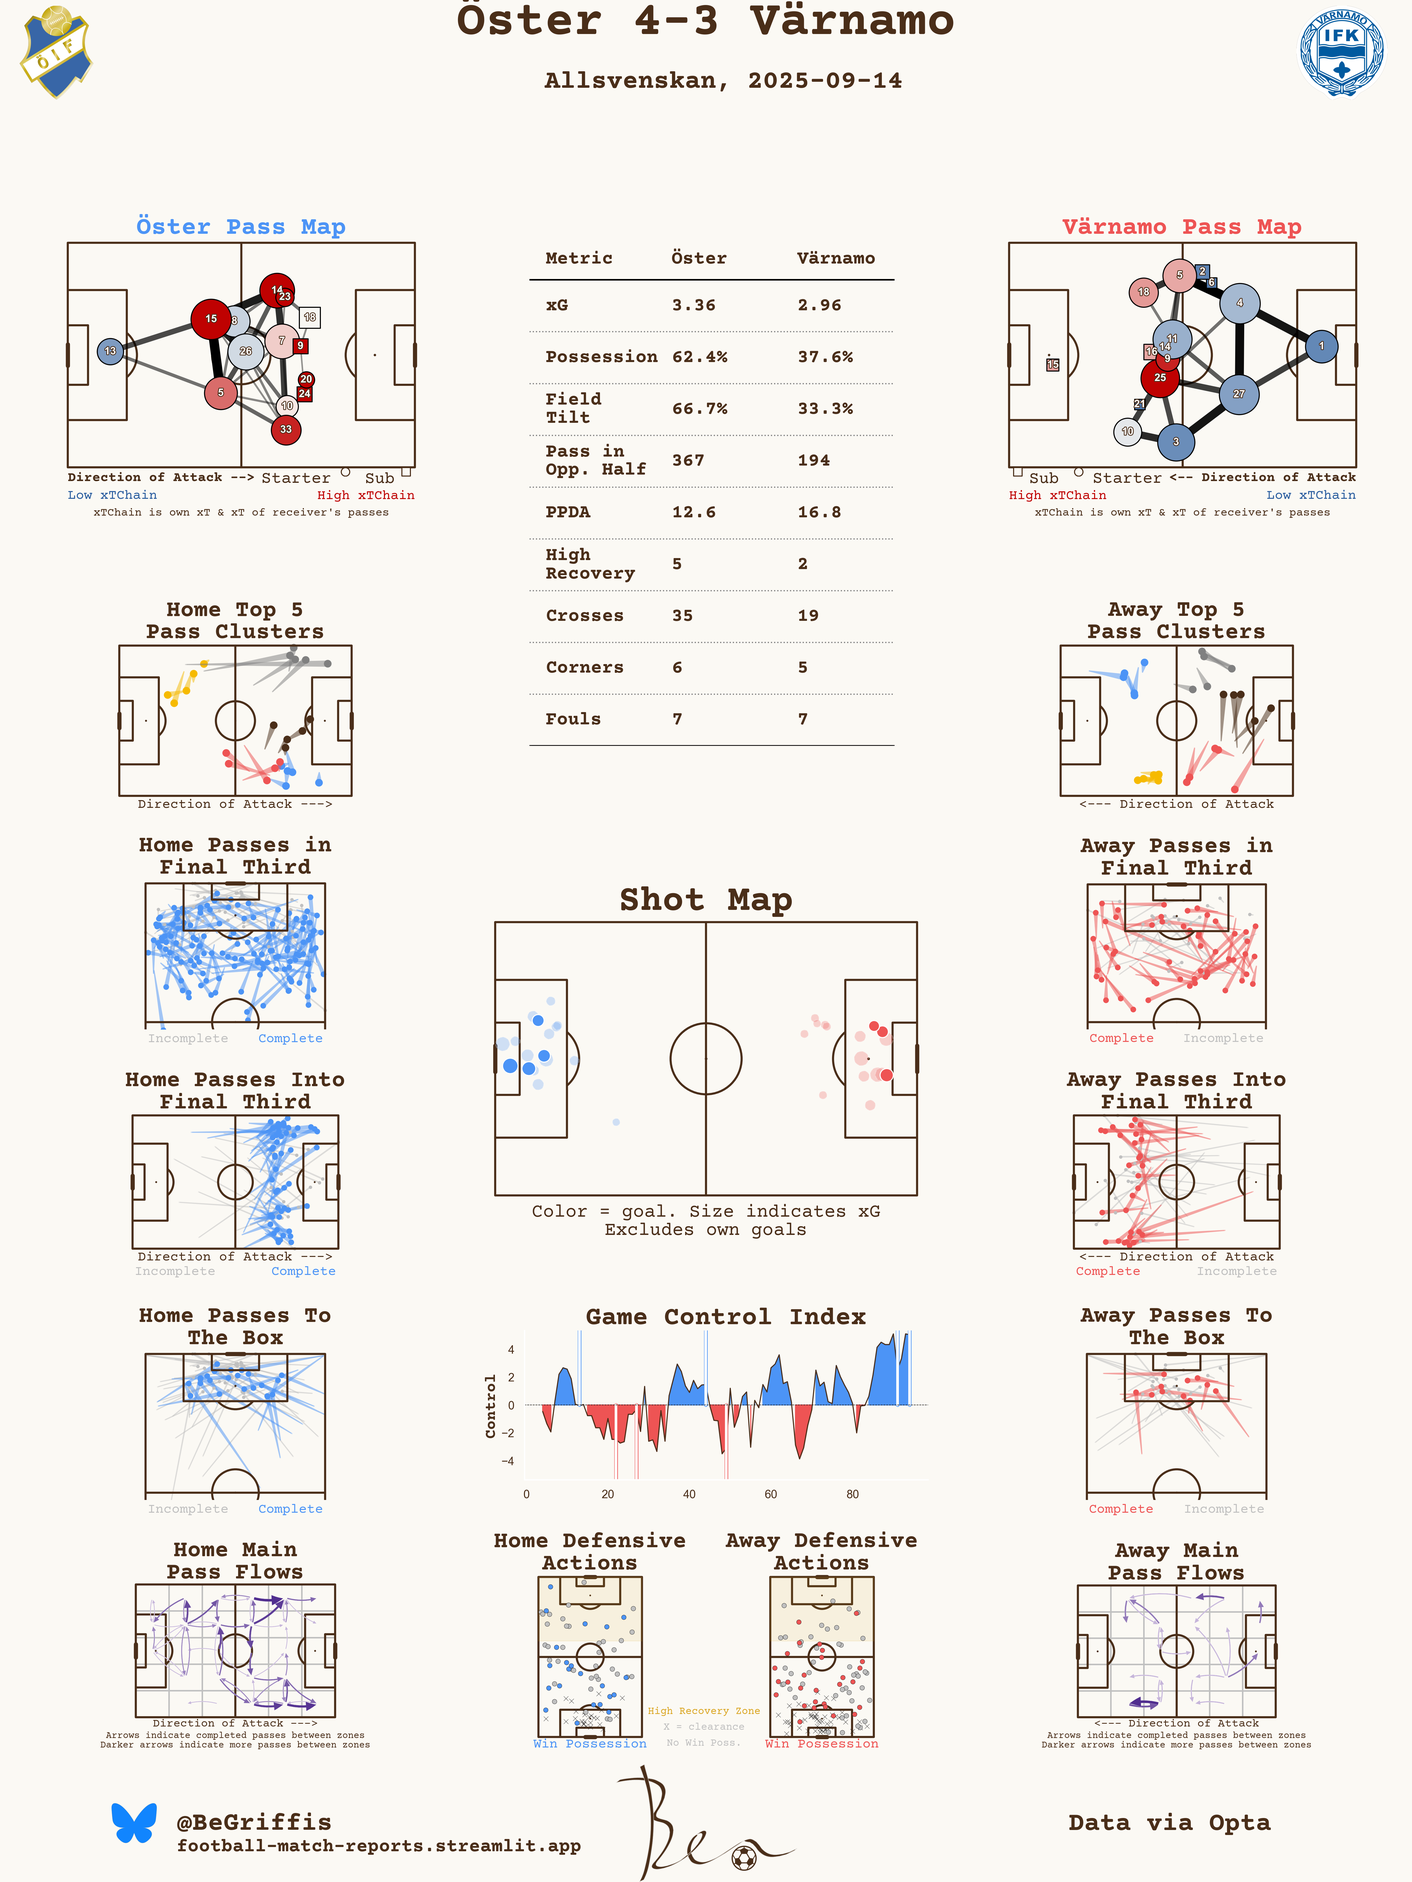 Öster 4-3 Värnamo
Allsvenskan, 2025-09-14
ÖIF
VÄRNAMO
IFK
Öster Pass Map
14
23
15
8
18
7
9
26
13
20
5
24
10
33
Direction of Attack --> Starter Sub
Low xTChain High xTChain
xTChain is own xT & xT of receiver's passes
Metric Öster Värnamo
xG 3.36 2.96
Possession 62.4% 37.6%
Field
Tilt 66.7% 33.3%
Pass in
Opp. Half 367 194
PPDA 12.6 16.8
High
Recovery 5 2
Crosses 35 19
Corners 6 5
Fouls 7 7
Värnamo Pass Map
5
2
6
18
4
11
14
16
9
1
15
25
27
21
10
3
Sub Starter <-- Direction of Attack
High xTChain Low xTChain
xTChain is own xT & xT of receiver's passes
Home Top 5
Pass Clusters
Direction of Attack --->
Away Top 5
Pass Clusters
<--- Direction of Attack
Home Passes in
Final Third
Incomplete Complete
Away Passes in
Final Third
Complete Incomplete
Shot Map
Color = goal. Size indicates xG
Excludes own goals
Home Passes Into
Final Third
Direction of Attack --->
Incomplete Complete
Away Passes Into
Final Third
<--- Direction of Attack
Complete Incomplete
Home Passes To
The Box
Incomplete Complete
Game Control Index
Control
4
2
0
−2
−4
0 20 40 60 80
Away Passes To
The Box
Complete Incomplete
Home Main
Pass Flows
Direction of Attack --->
Arrows indicate completed passes between zones
Darker arrows indicate more passes between zones
Home Defensive
Actions
Win Possession
High Recovery Zone
X = clearance
No Win Poss.
Away Defensive
Actions
Win Possession
Away Main
Pass Flows
<--- Direction of Attack
Arrows indicate completed passes between zones
Darker arrows indicate more passes between zones
@BeGriffis
football-match-reports.streamlit.app
Ben
Data via Opta